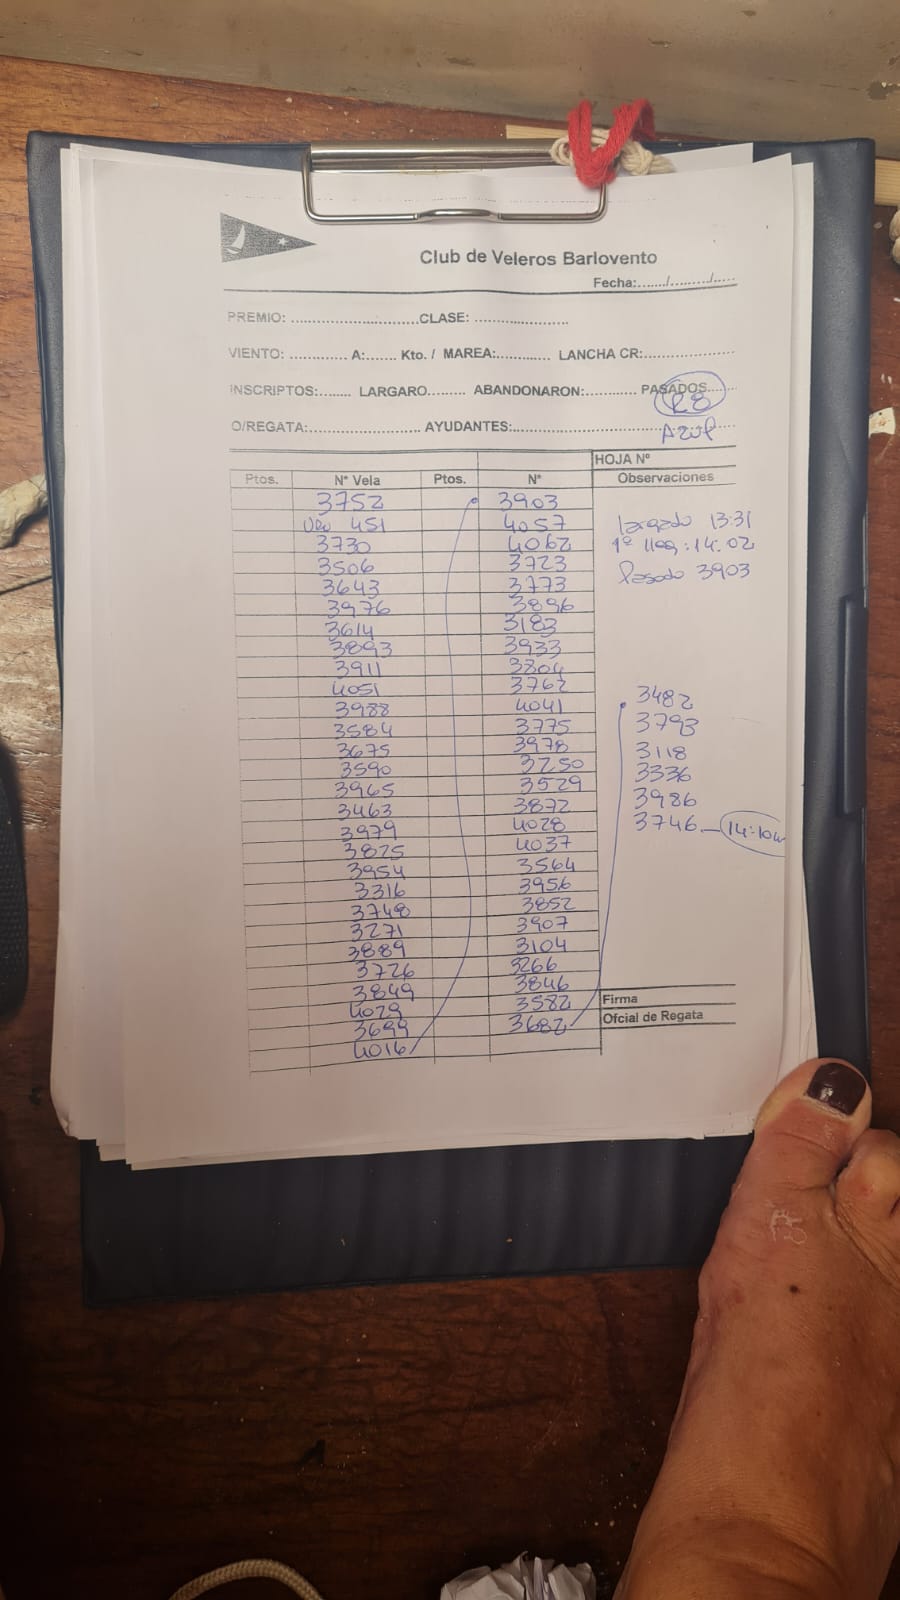 Club de Veleros Barlovento
Fecha:....../........./.....
PREMIO: ..........................CLASE: ......................
VIENTO: ............ A:...... Kto. / MAREA:........... LANCHA CR:...................
INSCRIPTOS:....... LARGARO........ ABANDONARON:........... PASADOS......
R8
O/REGATA:....................... AYUDANTES:.............................................
AZUL
HOJA Nº
Ptos. Nº Vela Ptos. Nº Observaciones
3752 3903
URU 451 4057 largado 13:31
3730 4062 1º lleg: 14.02
3506 3723 Pasado 3903
3643 3773
3976 3896
3614 3183
3893 3933
3911 3804
4051 3762 3482
3988 4041 3793
3584 3775 3118
3675 3978 3336
3590 3250 3986
3965 3529 3746 14:10
3463 3872
3979 4028
3825 4037
3954 3564
3316 3956
3748 3852
3271 3907
3889 3104
3726 3266
3849 3846
4029 3582
3699 3682
4016
Firma
Ofcial de Regata